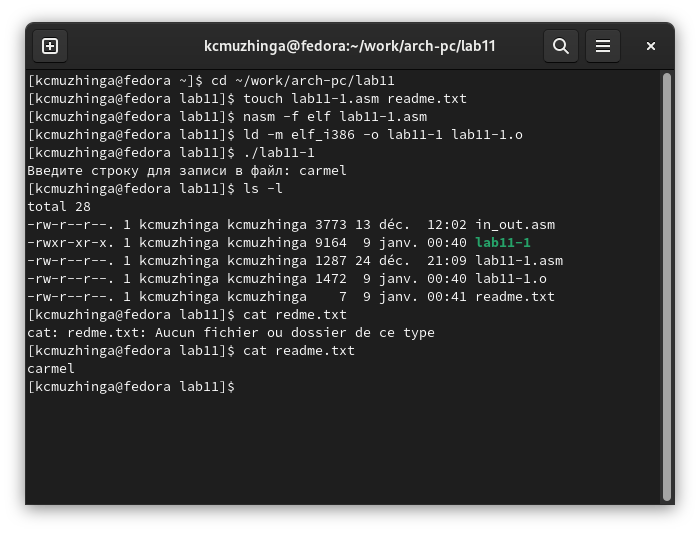 kcmuzhinga@fedora:~/work/arch-pc/lab11
[kcmuzhinga@fedora ~]$ cd ~/work/arch-pc/lab11
[kcmuzhinga@fedora lab11]$ touch lab11-1.asm readme.txt
[kcmuzhinga@fedora lab11]$ nasm -f elf lab11-1.asm
[kcmuzhinga@fedora lab11]$ ld -m elf_i386 -o lab11-1 lab11-1.o
[kcmuzhinga@fedora lab11]$ ./lab11-1
Введите строку для записи в файл: carmel
[kcmuzhinga@fedora lab11]$ ls -l
total 28
-rw-r--r--. 1 kcmuzhinga kcmuzhinga 3773 13 déc.  12:02 in_out.asm
-rwxr-xr-x. 1 kcmuzhinga kcmuzhinga 9164  9 janv. 00:40 lab11-1
-rw-r--r--. 1 kcmuzhinga kcmuzhinga 1287 24 déc.  21:09 lab11-1.asm
-rw-r--r--. 1 kcmuzhinga kcmuzhinga 1472  9 janv. 00:40 lab11-1.o
-rw-r--r--. 1 kcmuzhinga kcmuzhinga    7  9 janv. 00:41 readme.txt
[kcmuzhinga@fedora lab11]$ cat redme.txt
cat: redme.txt: Aucun fichier ou dossier de ce type
[kcmuzhinga@fedora lab11]$ cat readme.txt
carmel
[kcmuzhinga@fedora lab11]$